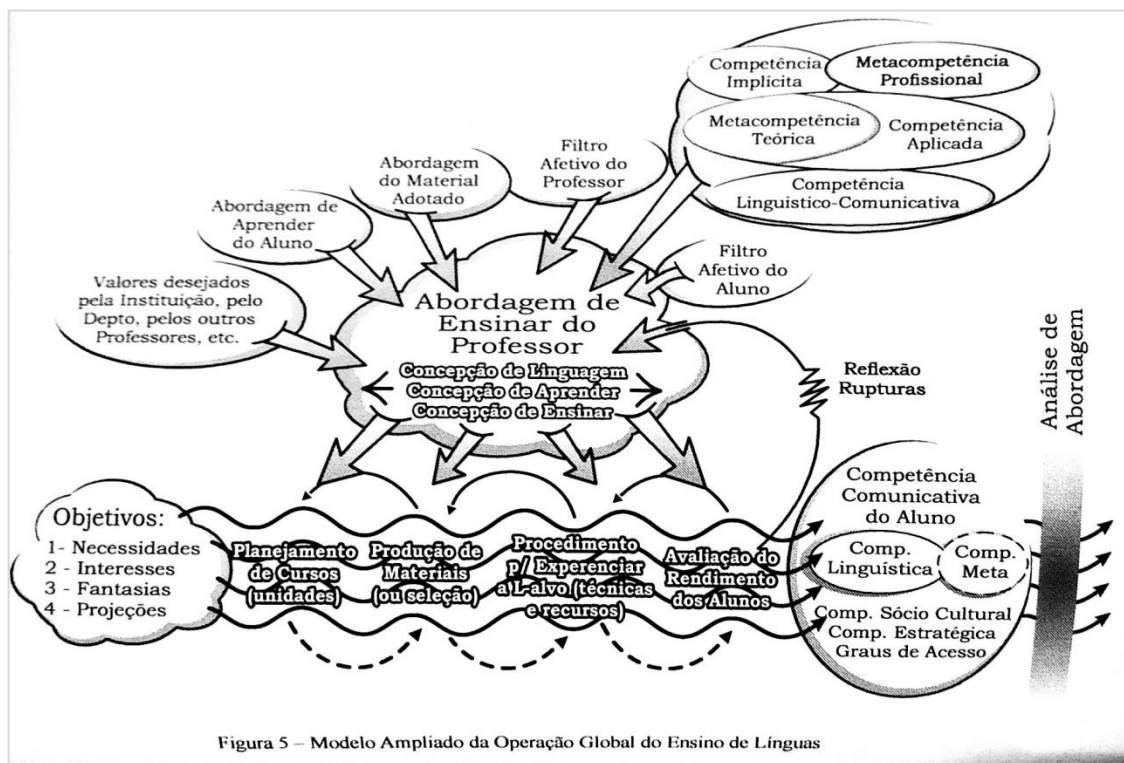 Competência
Implícita
Metacompetência
Profissional
Metacompetência
Teórica
Competência
Aplicada
Competência
Linguistico-Comunicativa
Filtro
Afetivo do
Professor
Abordagem
do Material
Adotado
Abordagem de
Aprender
do Aluno
Valores desejados
pela Instituição, pelo
Depto, pelos outros
Professores, etc.
Filtro
Afetivo do
Aluno
Abordagem de
Ensinar do
Professor
Concepção de Linguagem
Concepção de Aprender
Concepção de Ensinar
Reflexão
Rupturas
Análise de
Abordagem
Objetivos:
1- Necessidades
2 - Interesses
3 - Fantasias
4 - Projeções
Planejamento
de Cursos
(unidades)
Produção de
Materiais
(ou seleção)
Procedimento
p/ Experenciar
a L-alvo (técnicas
e recursos)
Avaliação do
Rendimento
dos Alunos
Competência
Comunicativa
do Aluno
Comp.
Linguística
Comp.
Meta
Comp. Sócio Cultural
Comp. Estratégica
Graus de Acesso
Figura 5 – Modelo Ampliado da Operação Global do Ensino de Línguas